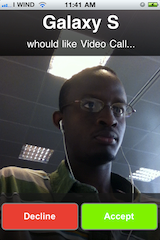 I WIND 11:41 AM
Galaxy S
whould like Video Call...
Decline
Accept